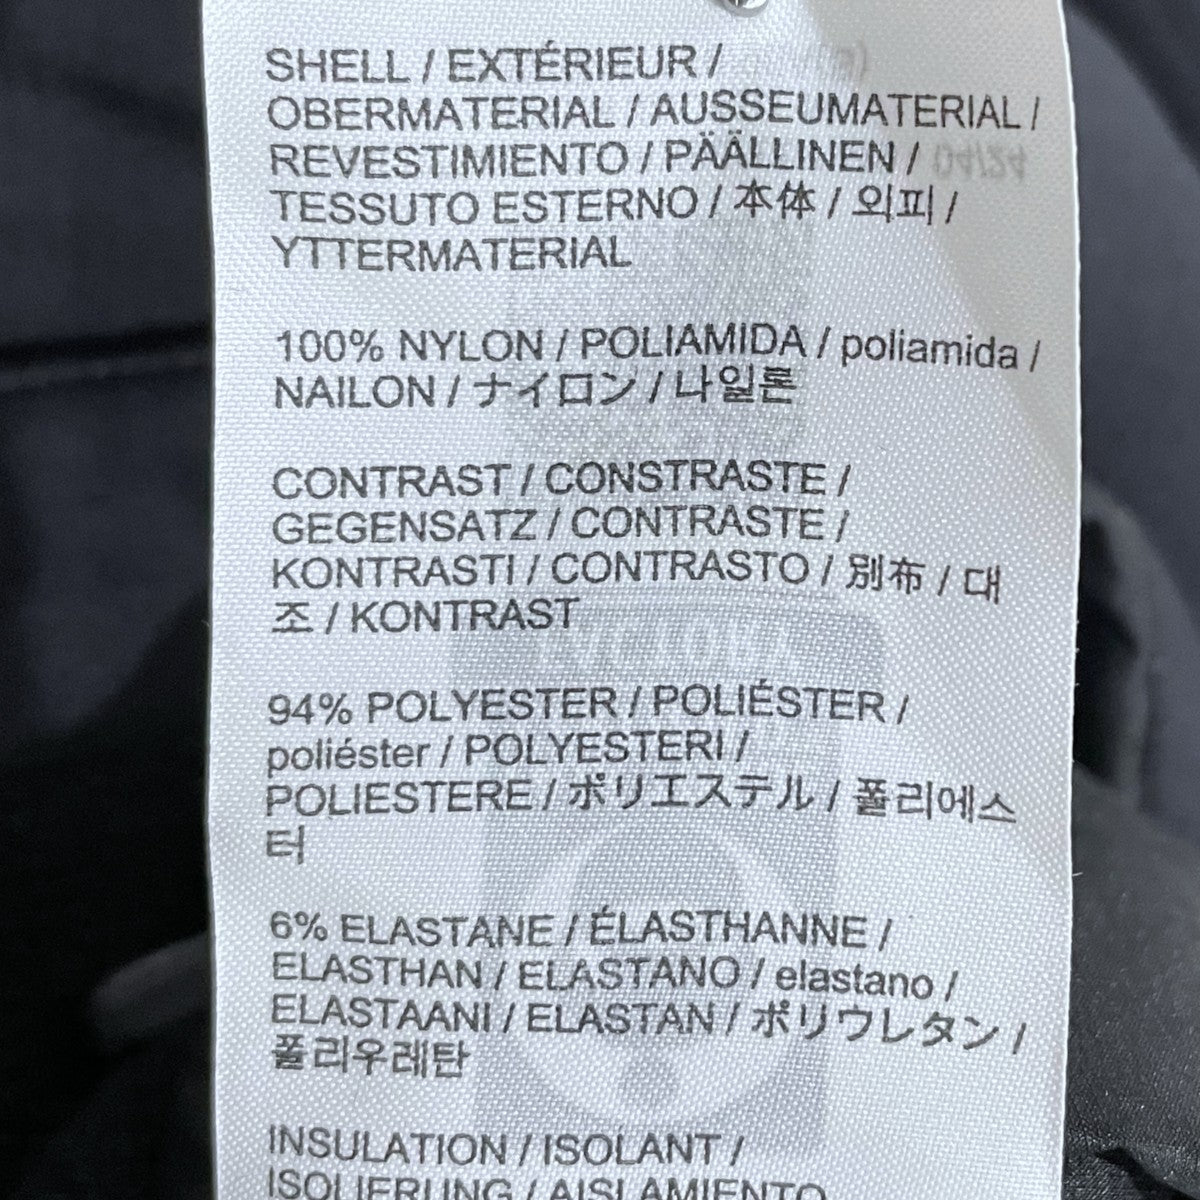 SHELL / EXTÉRIEUR /
OBERMATERIAL / AUSSEUMATERIAL /
REVESTIMIENTO / PÄÄLLINEN /
TESSUTO ESTERNO / 本体 / 외피 /
YTTERMATERIAL
100% NYLON / POLIAMIDA / poliamida /
NAILON / ナイロン / 나일론
CONTRAST / CONSTRASTE /
GEGENSATZ / CONTRASTE /
KONTRASTI / CONTRASTO / 別布 / 대
조 / KONTRAST
94% POLYESTER / POLIÉSTER /
poliéster / POLYESTERI /
POLIESTERE / ポリエステル / 폴리에스
터
6% ELASTANE / ÉLASTHANNE /
ELASTHAN / ELASTANO / elastano /
ELASTAANI / ELASTAN / ポリウレタン /
폴리우레탄
INSULATION / ISOLANT /
ISOLIERUNG / AISLAMIENTO